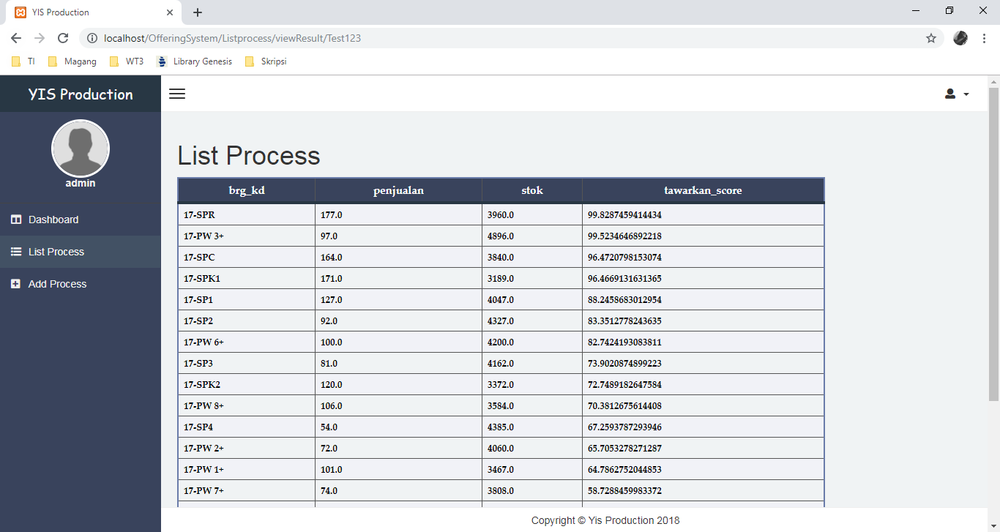 YIS Production
localhost/OfferingSystem/Listprocess/viewResult/Test123
TI Magang WT3 Library Genesis Skripsi
YIS Production
admin
Dashboard
List Process
Add Process
List Process
brg_kd penjualan stok tawarkan_score
17-SPR 177.0 3960.0 99.8287459414434
17-PW 3+ 97.0 4896.0 99.5234646892218
17-SPC 164.0 3840.0 96.4720798153074
17-SPK1 171.0 3189.0 96.4669131631365
17-SP1 127.0 4047.0 88.2458683012954
17-SP2 92.0 4327.0 83.3512778243635
17-PW 6+ 100.0 4200.0 82.7424193083811
17-SP3 81.0 4162.0 73.9020874899223
17-SPK2 120.0 3372.0 72.7489182647584
17-PW 8+ 106.0 3584.0 70.3812675614408
17-SP4 54.0 4385.0 67.2593787293946
17-PW 2+ 72.0 4060.0 65.7053278271287
17-PW 1+ 101.0 3467.0 64.7862752044853
17-PW 7+ 74.0 3808.0 58.7288459983372
Copyright © Yis Production 2018